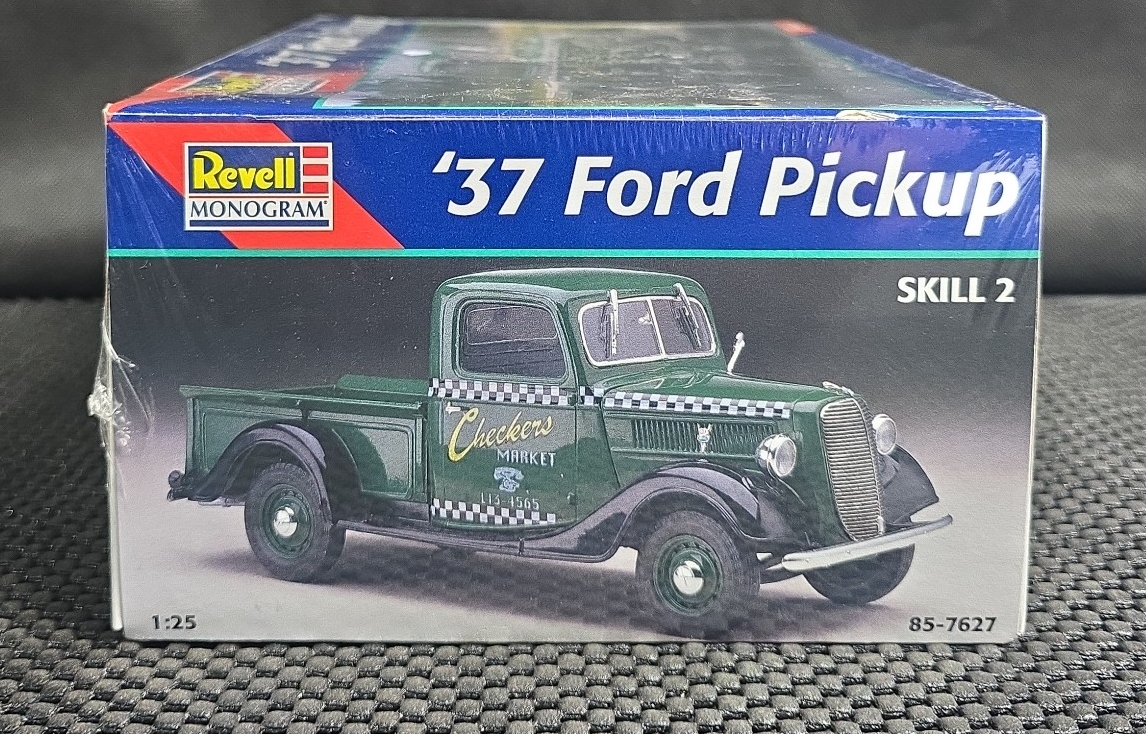 '37 Ford Pickup
Revell
MONOGRAM
SKILL 2
Checkers
MARKET
113-4565
1:25
85-7627